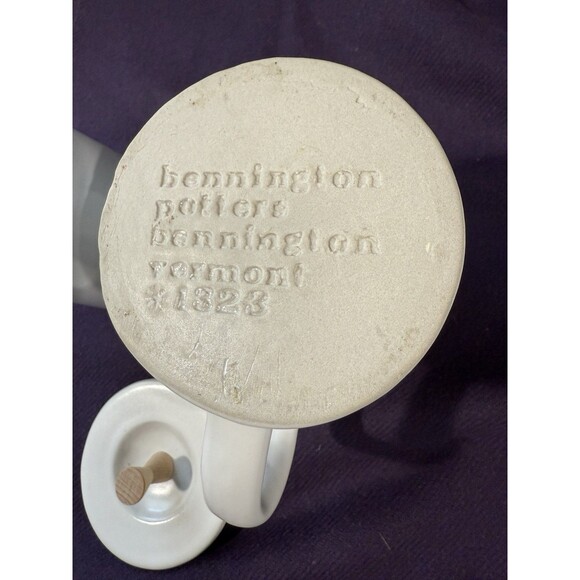 bennington
potters
bennington
vermont
*1323